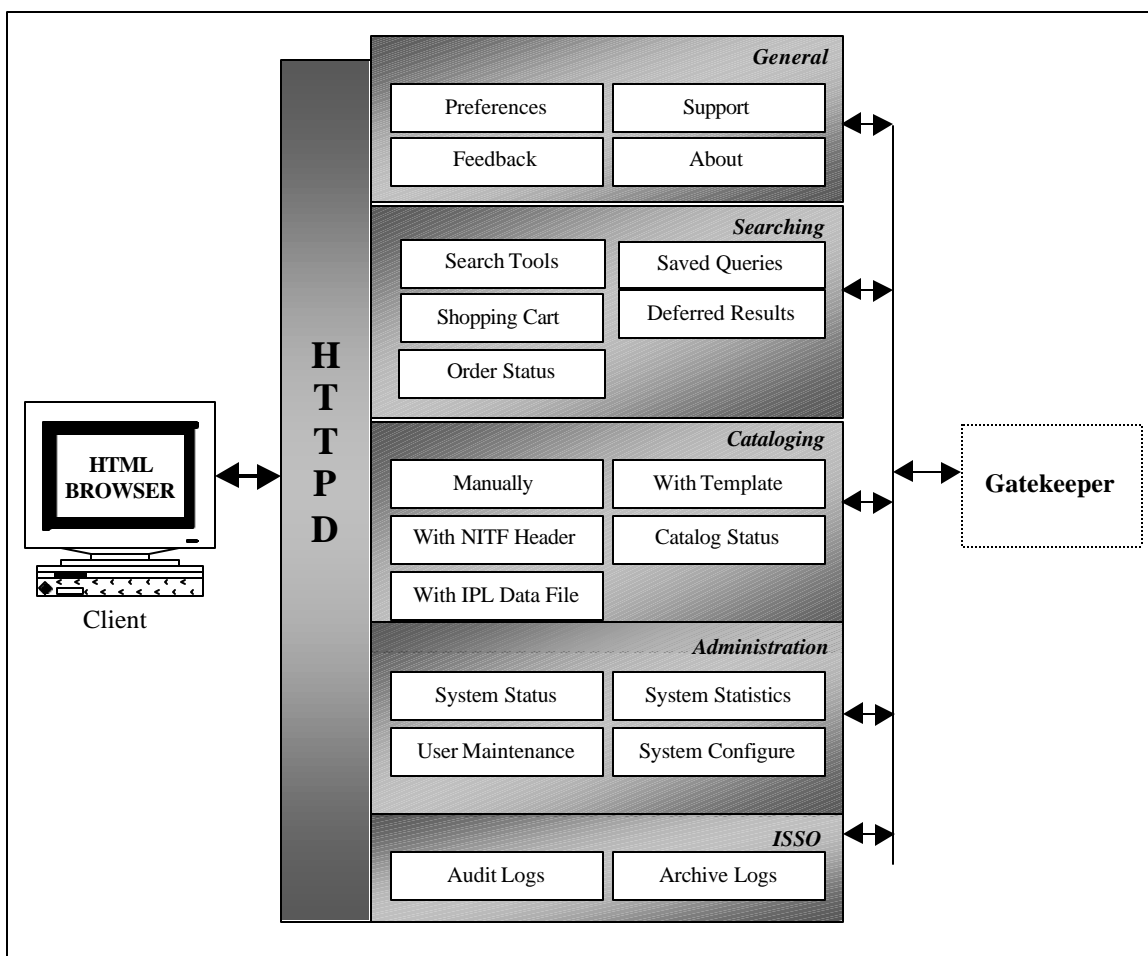 General
Preferences
Support
Feedback
About
Searching
Search Tools
Saved Queries
Shopping Cart
Deferred Results
Order Status
H
T
T
P
D
HTML
BROWSER
Client
Cataloging
Manually
With Template
With NITF Header
Catalog Status
With IPL Data File
Gatekeeper
Administration
System Status
System Statistics
User Maintenance
System Configure
ISSO
Audit Logs
Archive Logs